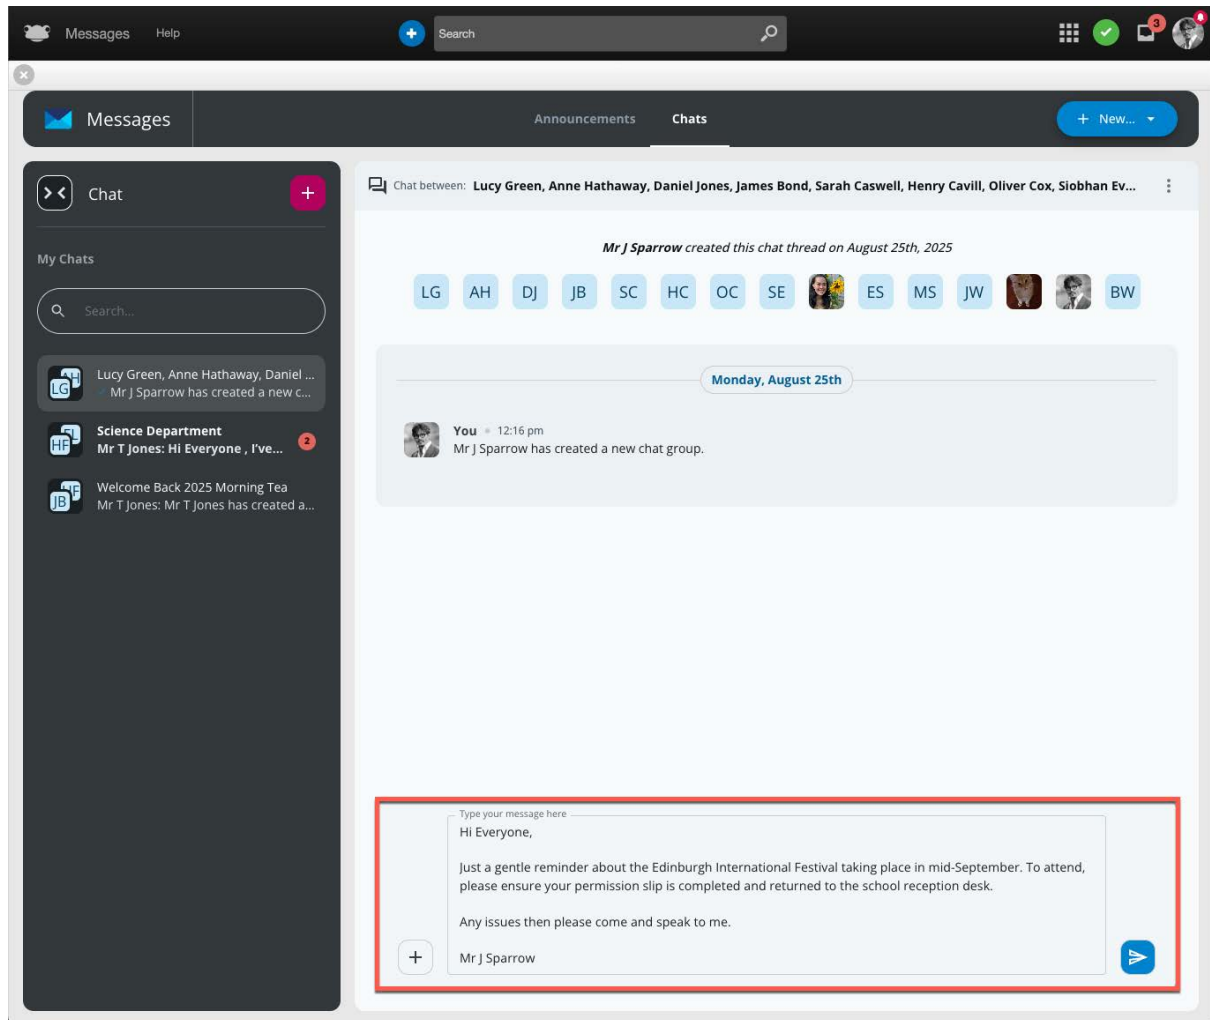 Messages Help Search 3
Messages Announcements Chats + New...
Chat +
Chat between: Lucy Green, Anne Hathaway, Daniel Jones, James Bond, Sarah Caswell, Henry Cavill, Oliver Cox, Siobhan Ev...
My Chats
Search...
Lucy Green, Anne Hathaway, Daniel ...
Mr J Sparrow has created a new c...
LG AH
Science Department
Mr T Jones: Hi Everyone , I've...
HF 2
Welcome Back 2025 Morning Tea
Mr T Jones: Mr T Jones has created a...
JB
Mr J Sparrow created this chat thread on August 25th, 2025
LG AH DJ JB SC HC OC SE ES MS JW BW
Monday, August 25th
You 12:16 pm
Mr J Sparrow has created a new chat group.
Type your message here
Hi Everyone,
Just a gentle reminder about the Edinburgh International Festival taking place in mid-September. To attend,
please ensure your permission slip is completed and returned to the school reception desk.
Any issues then please come and speak to me.
Mr J Sparrow